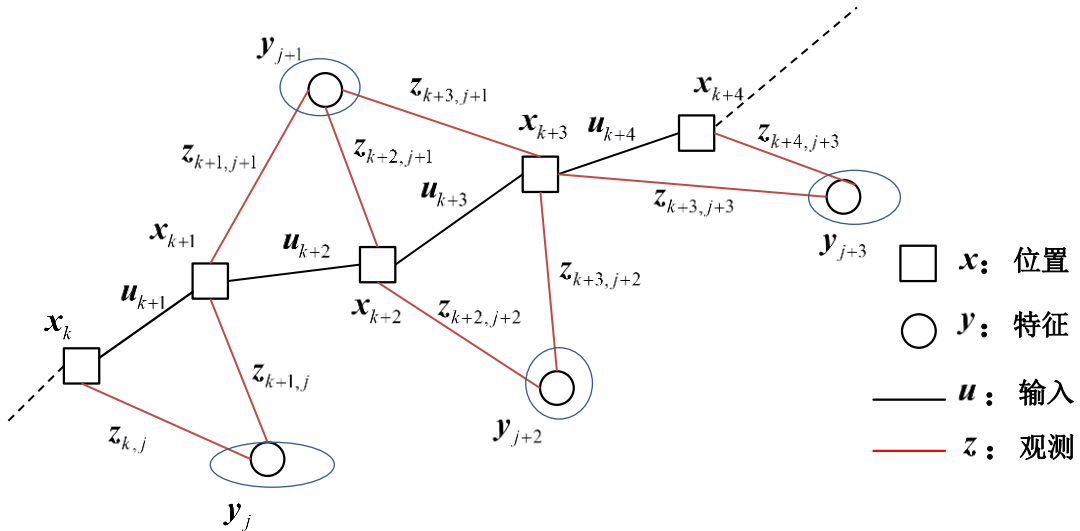 y_{j+1}
z_{k+3,j+1}
x_{k+4}
x_{k+3}
u_{k+4}
z_{k+4,j+3}
z_{k+1,j+1}
z_{k+2,j+1}
u_{k+3}
z_{k+3,j+3}
x_{k+1}
u_{k+2}
y_{j+3}
x：位置
z_{k+3,j+2}
u_{k+1}
x_{k+2}
z_{k+2,j+2}
x_k
y：特征
z_{k+1,j}
u：输入
z_{k,j}
y_{j+2}
z：观测
y_j